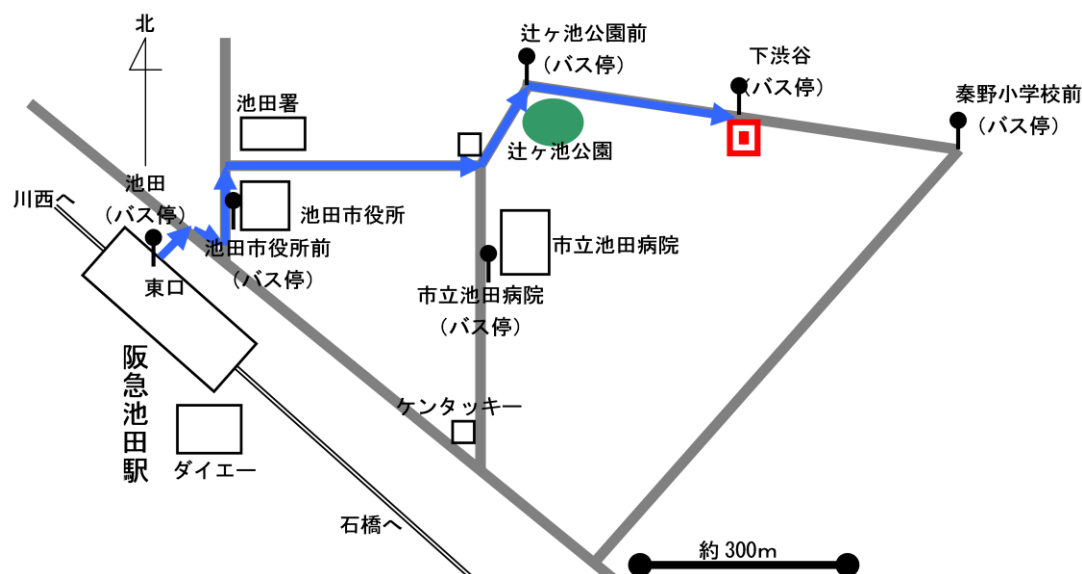 北
辻ヶ池公園前
（バス停）
下渋谷
（バス停）
秦野小学校前
（バス停）
池田署
辻ヶ池公園
池田
（バス停）
川西へ
池田市役所
池田市役所前
（バス停）
東口
市立池田病院
市立池田病院
（バス停）
阪急池田駅
ケンタッキー
ダイエー
石橋へ
約300m